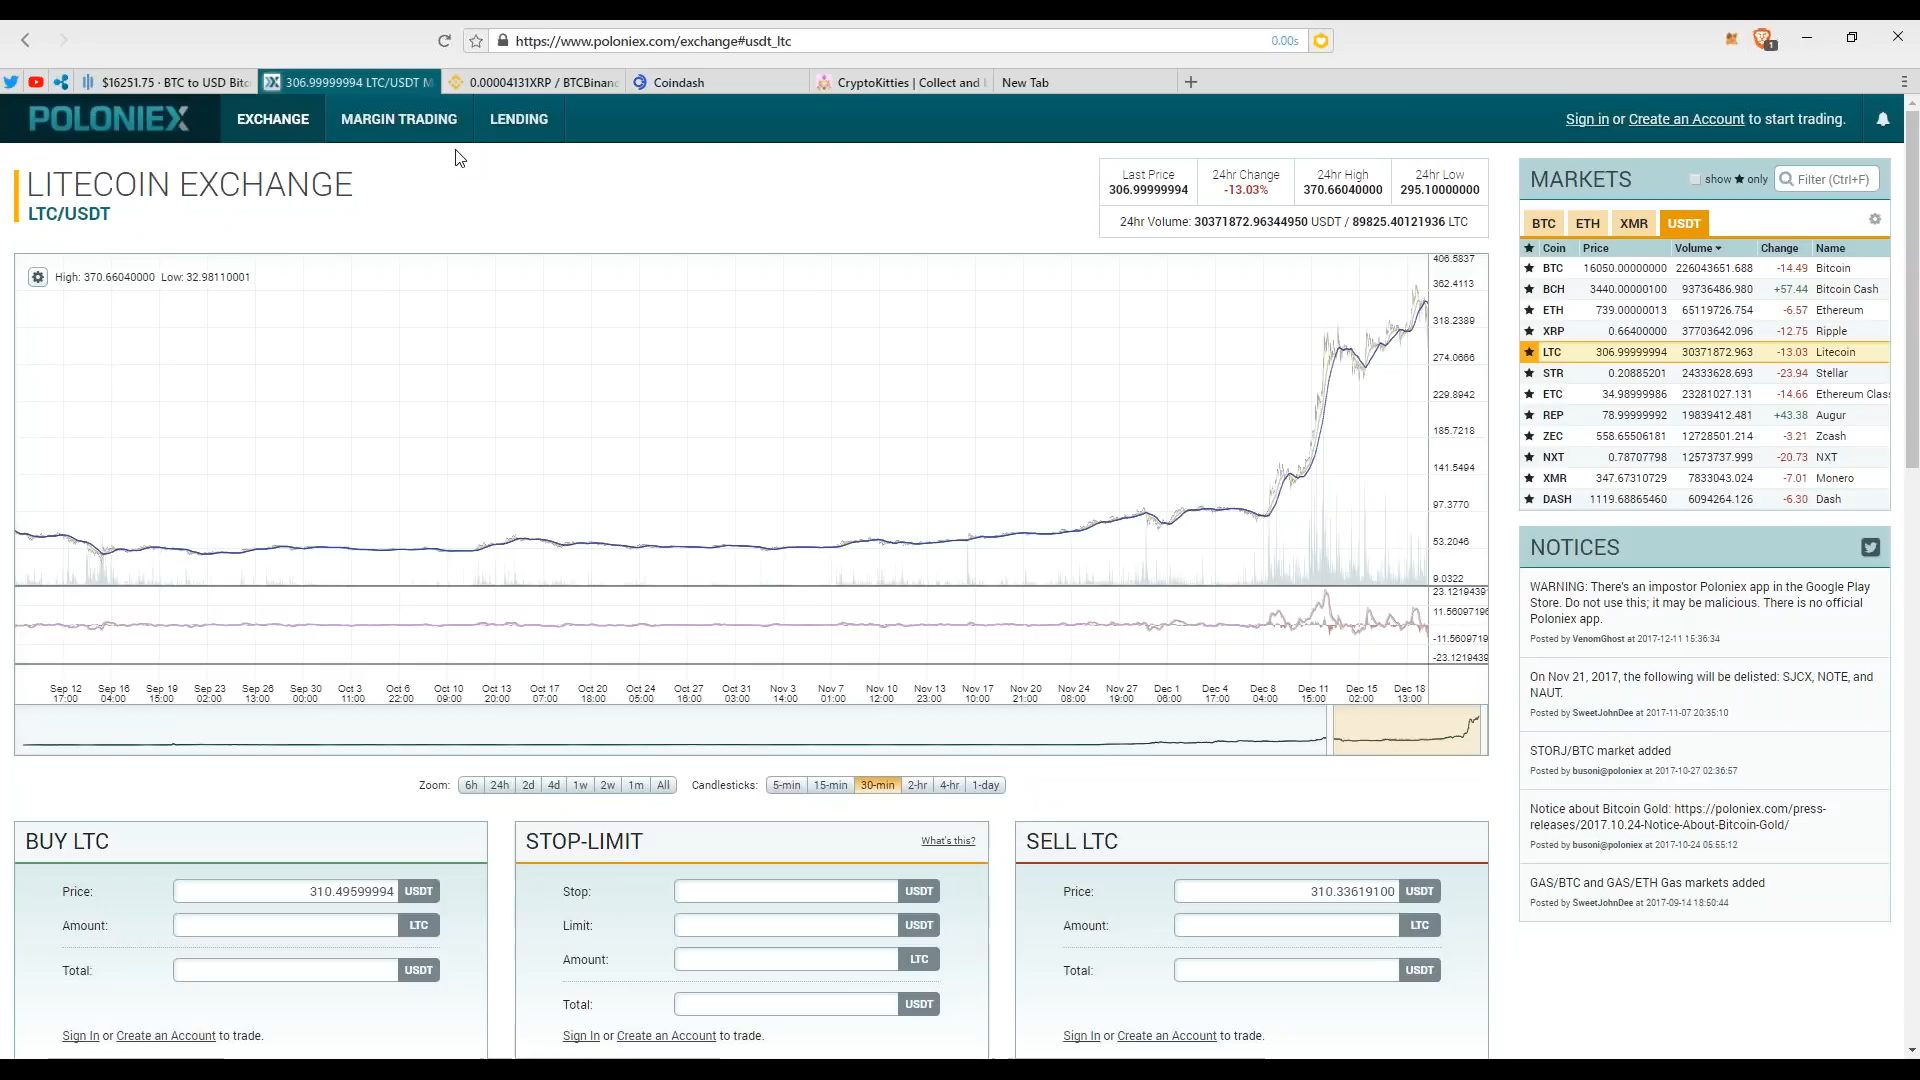 https://www.poloniex.com/exchange#usdt_ltc
0.00s
1
$16251.75 · BTC to USD Bitc
306.99999994 LTC/USDT M
0.00004131XRP / BTCBinanc
Coindash
CryptoKitties | Collect and
New Tab
POLONIEX
EXCHANGE
MARGIN TRADING
LENDING
Sign in or Create an Account to start trading.
LITECOIN EXCHANGE
LTC/USDT
Last Price 24hr Change 24hr High 24hr Low
306.99999994 -13.03% 370.66040000 295.10000000
24hr Volume: 30371872.96344950 USDT / 89825.40121936 LTC
High: 370.66040000 Low: 32.98110001
406.5837
362.4113
318.2389
274.0666
229.8942
185.7218
141.5494
97.3770
53.2046
9.0322
23.1219439
11.5609719
-11.5609719
-23.1219439
Sep 12 Sep 16 Sep 19 Sep 23 Sep 26 Sep 30 Oct 3 Oct 6 Oct 10 Oct 13 Oct 17 Oct 20 Oct 24 Oct 27 Oct 31 Nov 3 Nov 7 Nov 10 Nov 13 Nov 17 Nov 20 Nov 24 Nov 27 Dec 1 Dec 4 Dec 8 Dec 11 Dec 15 Dec 18
17:00 04:00 15:00 02:00 13:00 00:00 11:00 22:00 09:00 20:00 07:00 18:00 05:00 16:00 03:00 14:00 01:00 12:00 23:00 10:00 21:00 08:00 19:00 06:00 17:00 04:00 15:00 02:00 13:00
Zoom: 6h 24h 2d 4d 1w 2w 1m All Candlesticks: 5-min 15-min 30-min 2-hr 4-hr 1-day
BUY LTC
Price: 310.49599994 USDT
Amount: LTC
Total: USDT
Sign In or Create an Account to trade.
STOP-LIMIT What's this?
Stop: USDT
Limit: USDT
Amount: LTC
Total: USDT
Sign In or Create an Account to trade.
SELL LTC
Price: 310.33619100 USDT
Amount: LTC
Total: USDT
Sign In or Create an Account to trade.
MARKETS show ★ only Filter (Ctrl+F)
BTC ETH XMR USDT
★ Coin Price Volume Change Name
★ BTC 16050.00000000 226043651.688 -14.49 Bitcoin
★ BCH 3440.00000100 93736486.980 +57.44 Bitcoin Cash
★ ETH 739.00000013 65119726.754 -6.57 Ethereum
★ XRP 0.66400000 37703642.096 -12.75 Ripple
★ LTC 306.99999994 30371872.963 -13.03 Litecoin
★ STR 0.20885201 24333628.693 -23.94 Stellar
★ ETC 34.98999986 23281027.131 -14.66 Ethereum Clas
★ REP 78.99999992 19839412.481 +43.38 Augur
★ ZEC 558.65506181 12728501.214 -3.21 Zcash
★ NXT 0.78707798 12573737.999 -20.73 NXT
★ XMR 347.67310729 7833043.024 -7.01 Monero
★ DASH 1119.68865460 6094264.126 -6.30 Dash
NOTICES
WARNING: There's an impostor Poloniex app in the Google Play
Store. Do not use this; it may be malicious. There is no official
Poloniex app.
Posted by VenomGhost at 2017-12-11 15:36:34
On Nov 21, 2017, the following will be delisted: SJCX, NOTE, and
NAUT.
Posted by SweetJohnDee at 2017-11-07 20:35:10
STORJ/BTC market added
Posted by busoni@poloniex at 2017-10-27 02:36:57
Notice about Bitcoin Gold: https://poloniex.com/press-
releases/2017.10.24-Notice-About-Bitcoin-Gold/
Posted by busoni@poloniex at 2017-10-24 05:55:12
GAS/BTC and GAS/ETH Gas markets added
Posted by SweetJohnDee at 2017-09-14 18:50:44